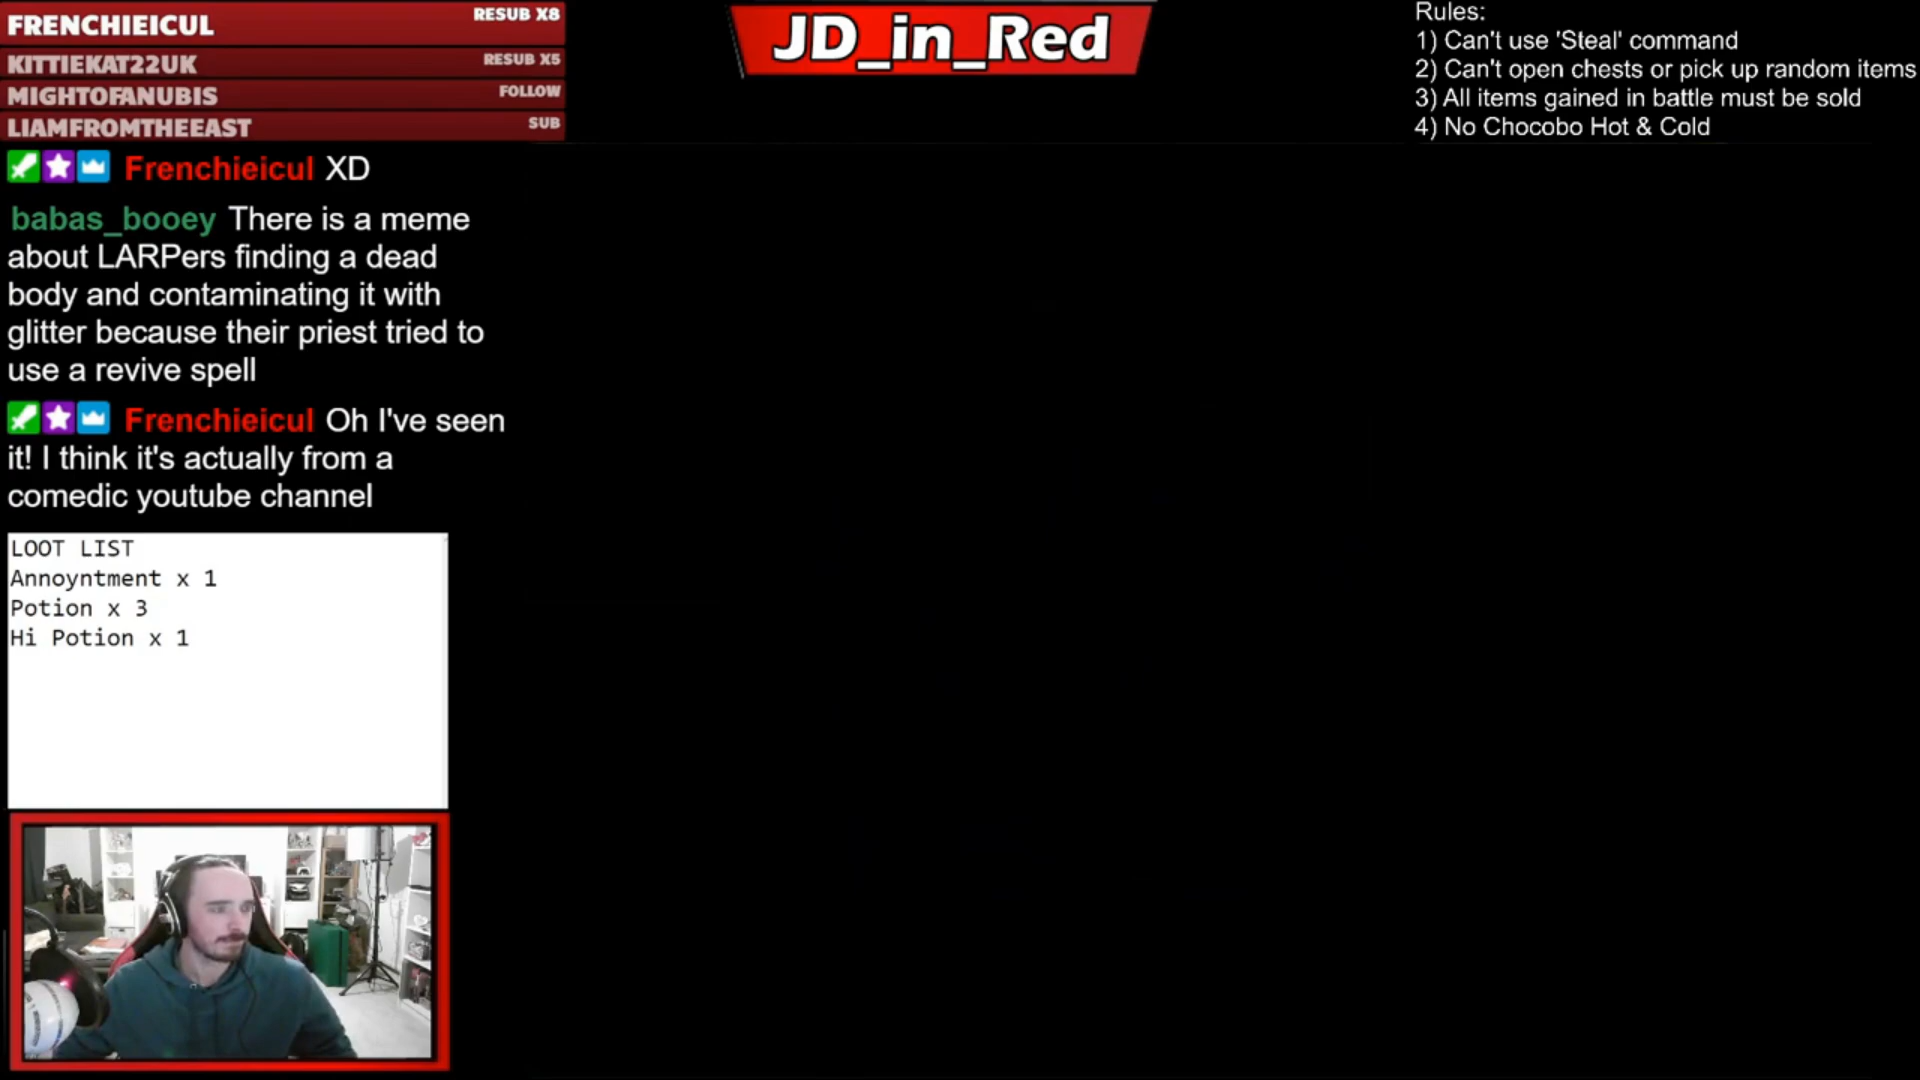 FRENCHIEICUL RESUB X8
KITTIEKAT22UK RESUB X5
MIGHTOFANUBIS FOLLOW
LIAMFROMTHEEAST SUB
JD_in_Red
Rules:
1) Can't use 'Steal' command
2) Can't open chests or pick up random items
3) All items gained in battle must be sold
4) No Chocobo Hot & Cold
Frenchieicul XD
babas_booey There is a meme
about LARPers finding a dead
body and contaminating it with
glitter because their priest tried to
use a revive spell
Frenchieicul Oh I've seen
it! I think it's actually from a
comedic youtube channel
LOOT LIST
Annoyntment x 1
Potion x 3
Hi Potion x 1